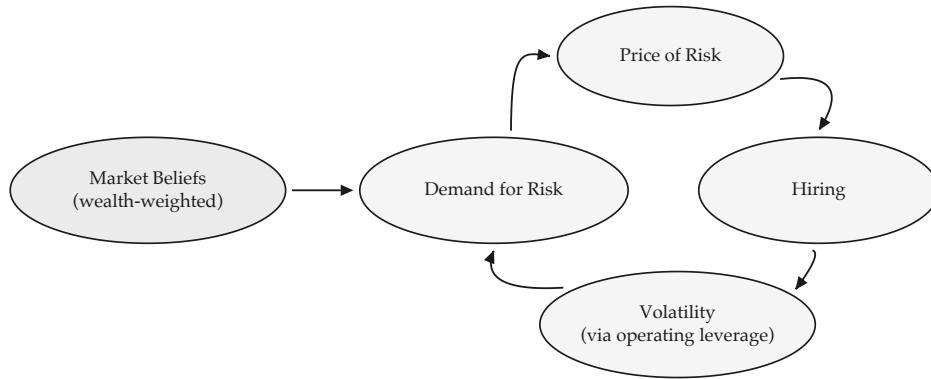 Price of Risk
Market Beliefs
(wealth-weighted)
Demand for Risk
Hiring
Volatility
(via operating leverage)